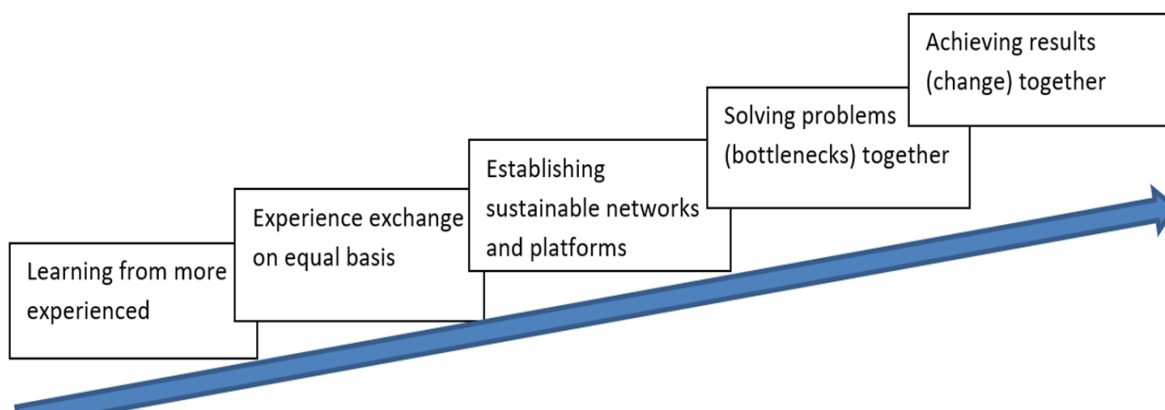 Learning from more
experienced
Experience exchange
on equal basis
Establishing
sustainable networks
and platforms
Solving problems
(bottlenecks) together
Achieving results
(change) together